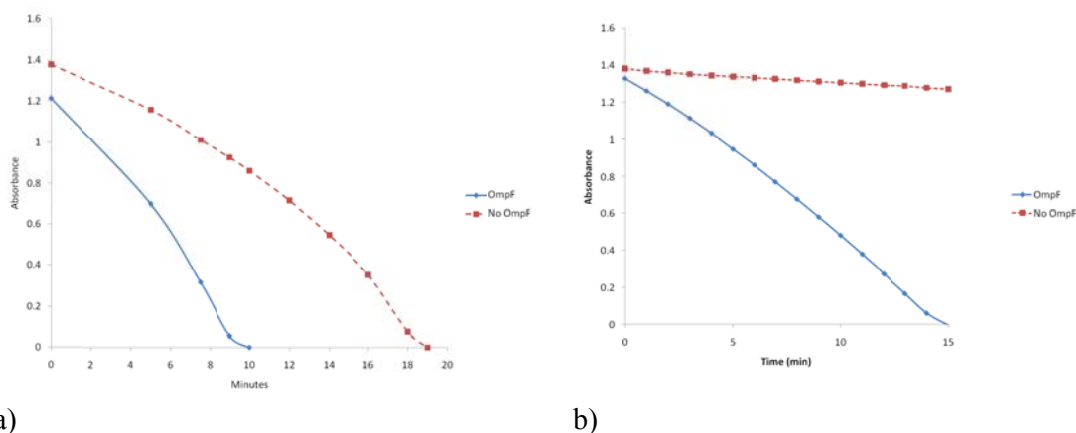 1.6
1.4
1.2
1
0.8
0.6
0.4
0.2
0
Absorbance
0 2 4 6 8 10 12 14 16 18 20
Minutes
OmpF
No OmpF
a)
1.6
1.4
1.2
1
0.8
0.6
0.4
0.2
0
Absorbance
0 5 10 15
Time (min)
OmpF
No OmpF
b)